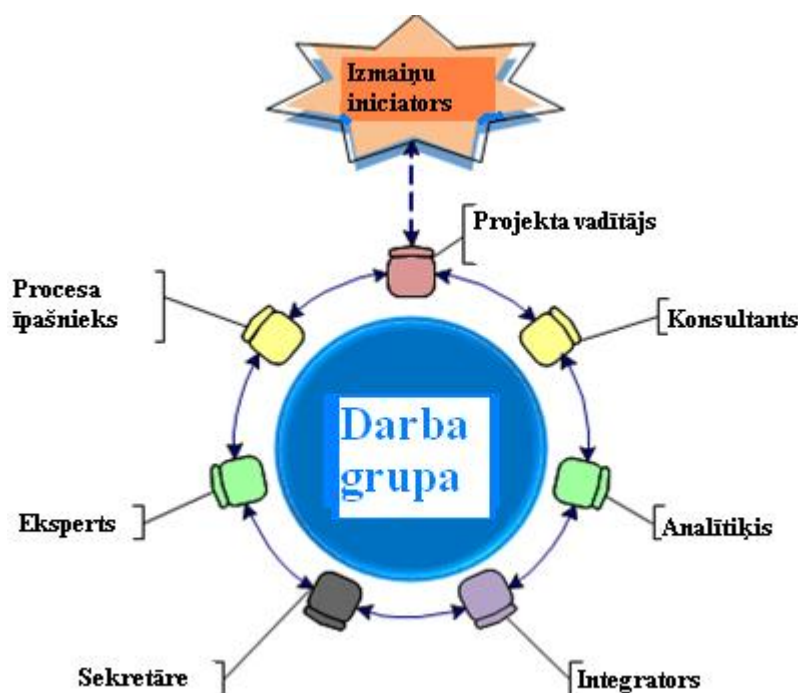 Izmaiņu
iniciators
Projekta vadītājs
Procesa
īpašnieks
Konsultants
Darba
grupa
Eksperts
Analītiķis
Sekretāre
Integrators